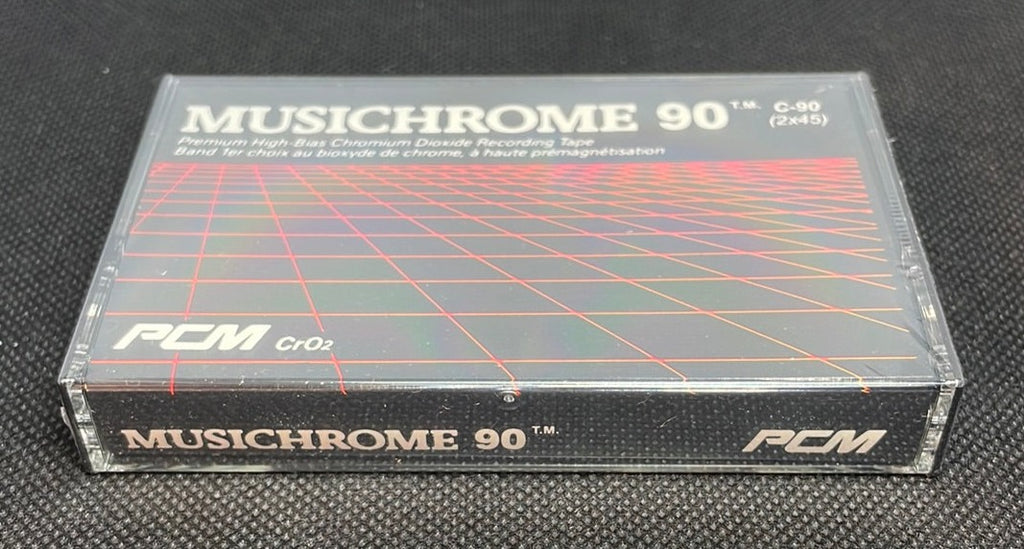 MUSICHROME 90 T.M. C-90
(2x45)
Premium High-Bias Chromium Dioxide Recording Tape
Band 1er choix au bioxyde de chrome, à haute prémagnétisation
PCM CrO₂
MUSICHROME 90 T.M. PCM